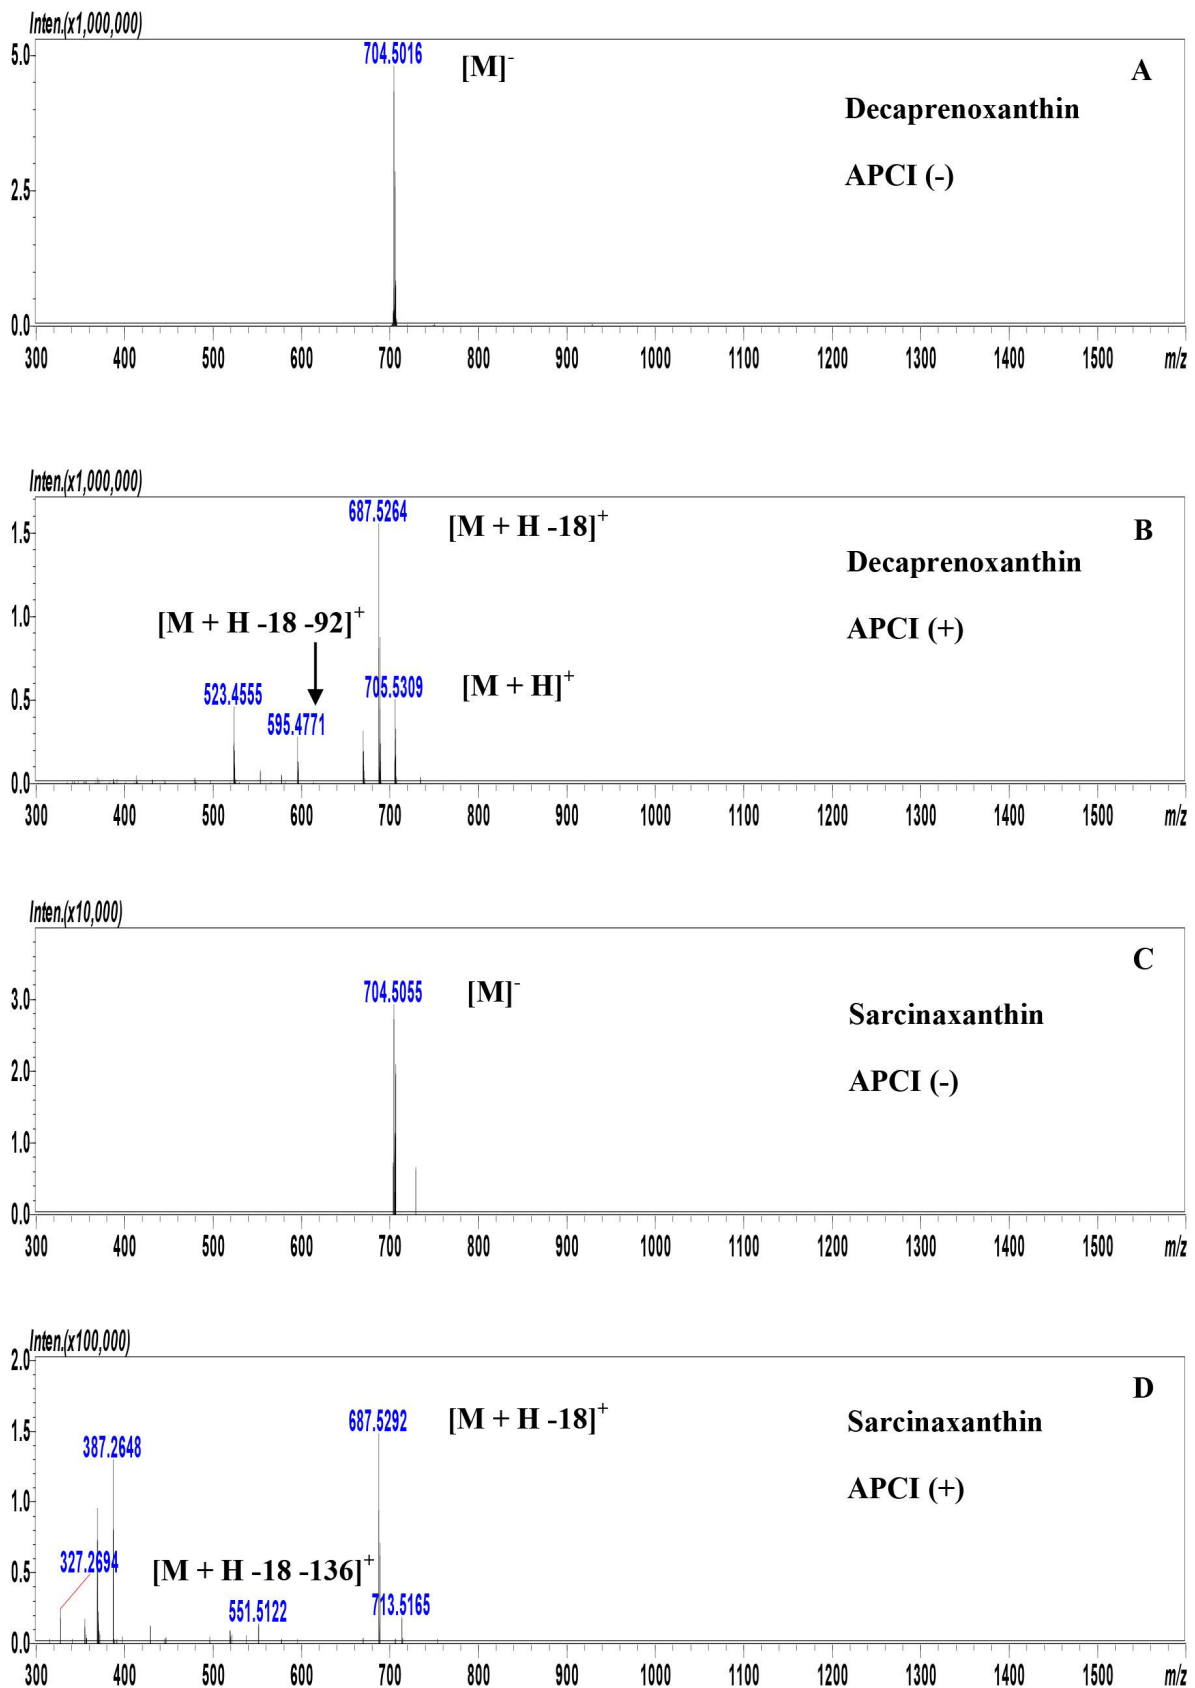 Inten.(x1,000,000)
5.0
704.5016
[M]-
A
Decaprenoxanthin
2.5
APCI (-)
0.0
300 400 500 600 700 800 900 1000 1100 1200 1300 1400 1500 m/z
Inten.(x1,000,000)
687.5264
[M + H -18]+
B
1.5
Decaprenoxanthin
1.0
[M + H -18 -92]+
APCI (+)
0.5
523.4555
705.5309
[M + H]+
595.4771
0.0
300 400 500 600 700 800 900 1000 1100 1200 1300 1400 1500 m/z
Inten.(x10,000)
C
3.0
704.5055
[M]-
Sarcinaxanthin
2.0
APCI (-)
1.0
0.0
300 400 500 600 700 800 900 1000 1100 1200 1300 1400 1500 m/z
Inten.(x100,000)
2.0
D
687.5292
[M + H -18]+
Sarcinaxanthin
1.5
387.2648
APCI (+)
1.0
327.2694
[M + H -18 -136]+
0.5
551.5122
713.5165
0.0
300 400 500 600 700 800 900 1000 1100 1200 1300 1400 1500 m/z